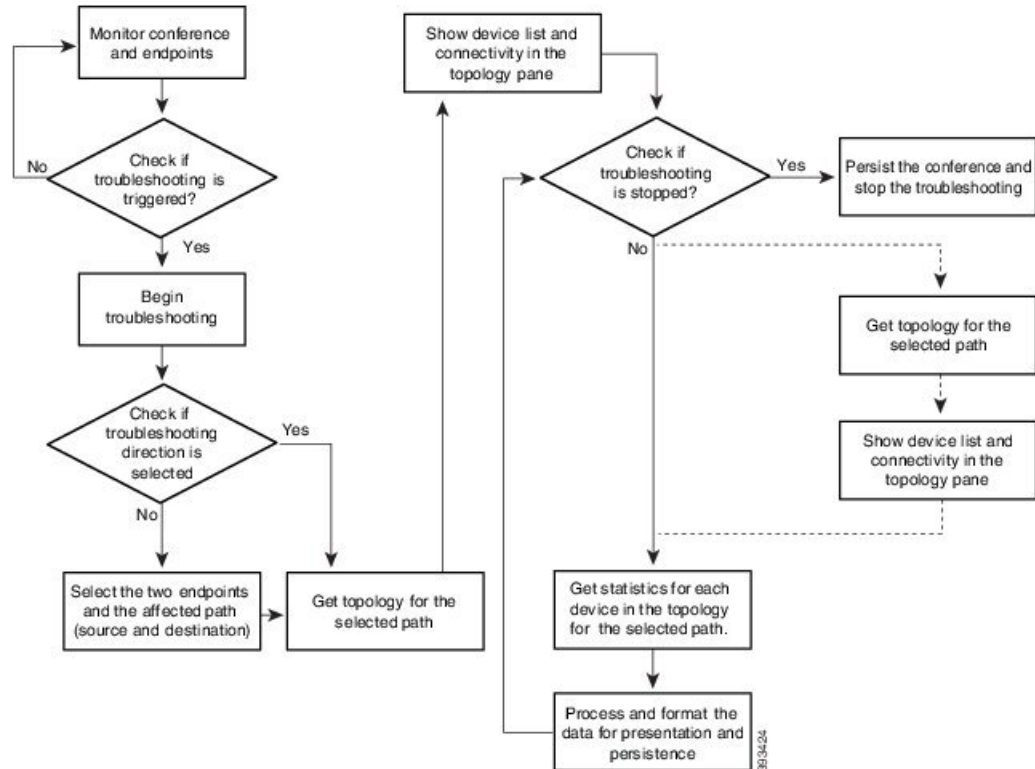 Monitor conference
and endpoints
No
Check if
troubleshooting is
triggered?
Yes
Begin
troubleshooting
Check if
troubleshooting
direction is
selected
Yes
No
Select the two endpoints
and the affected path
(source and destination)
Get topology for the
selected path
Show device list and
connectivity in the
topology pane
Check if
troubleshooting
is stopped?
Yes
Persist the conference and
stop the troubleshooting
No
Get topology for the
selected path
Show device list and
connectivity in the
topology pane
Get statistics for each
device in the topology
for the selected path.
Process and format the
data for presentation and
persistence
393424